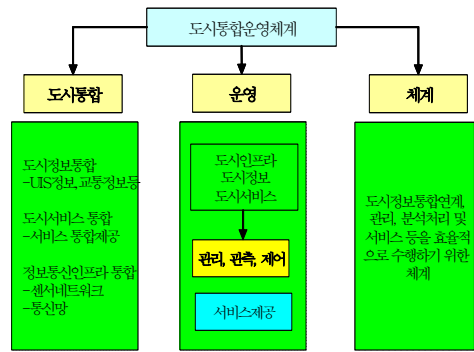 도시통합운영체계
도시통합
운영
체계
도시정보통합
-UIS정보,교통정보등
도시서비스 통합
-서비스 통합제공
정보통신인프라 통합
-센서네트워크
-통신망
도시인프라
도시정보
도시서비스
관리, 관측, 제어
서비스제공
도시정보통합연계,
관리, 분석처리 및
서비스 등을 효율적
으로 수행하기 위한
체계